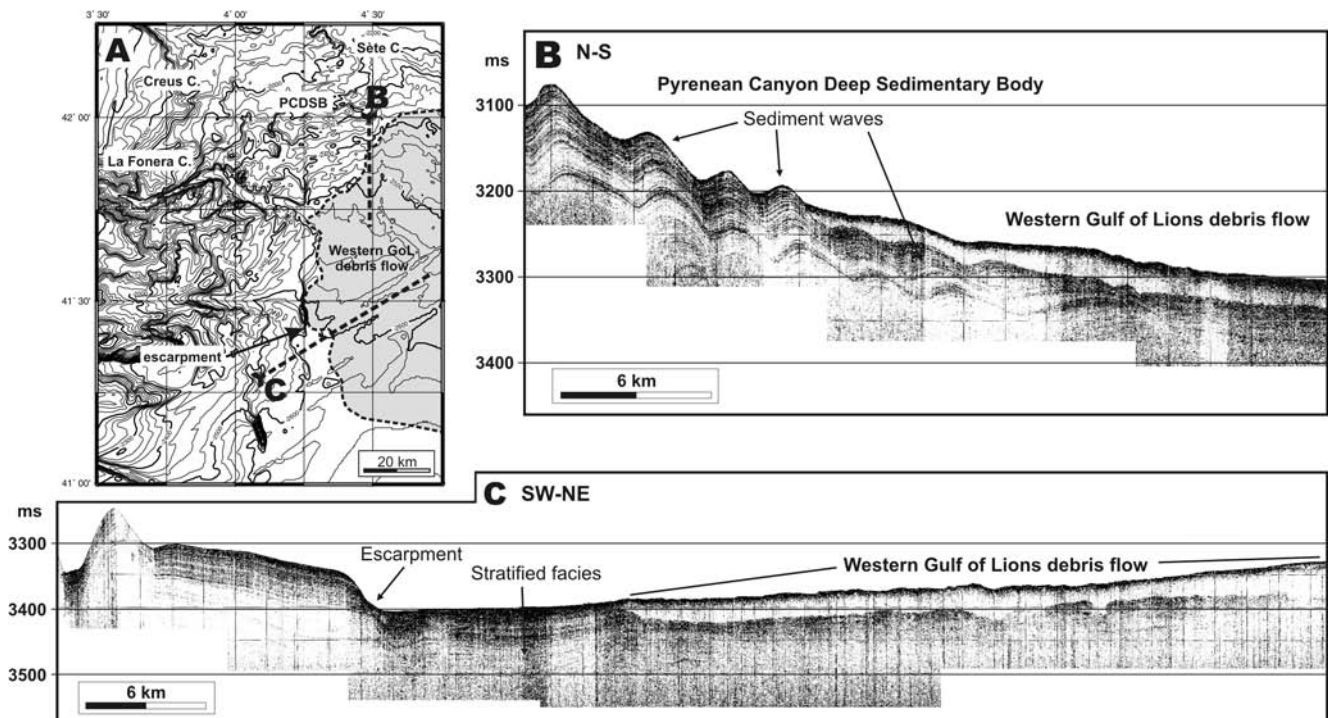 3˚ 30'
4˚ 00'
4˚ 30'
A
Sète C.
Creus C.
PCDSB
B
42˚ 00'
La Fonera C.
Western GoL
debris flow
41˚ 30'
escarpment
C
20 km
41˚ 00'
B N-S
ms
Pyrenean Canyon Deep Sedimentary Body
3100
Sediment waves
3200
Western Gulf of Lions debris flow
3300
3400
6 km
C SW-NE
ms
3300
Escarpment
Stratified facies
Western Gulf of Lions debris flow
3400
3500
6 km